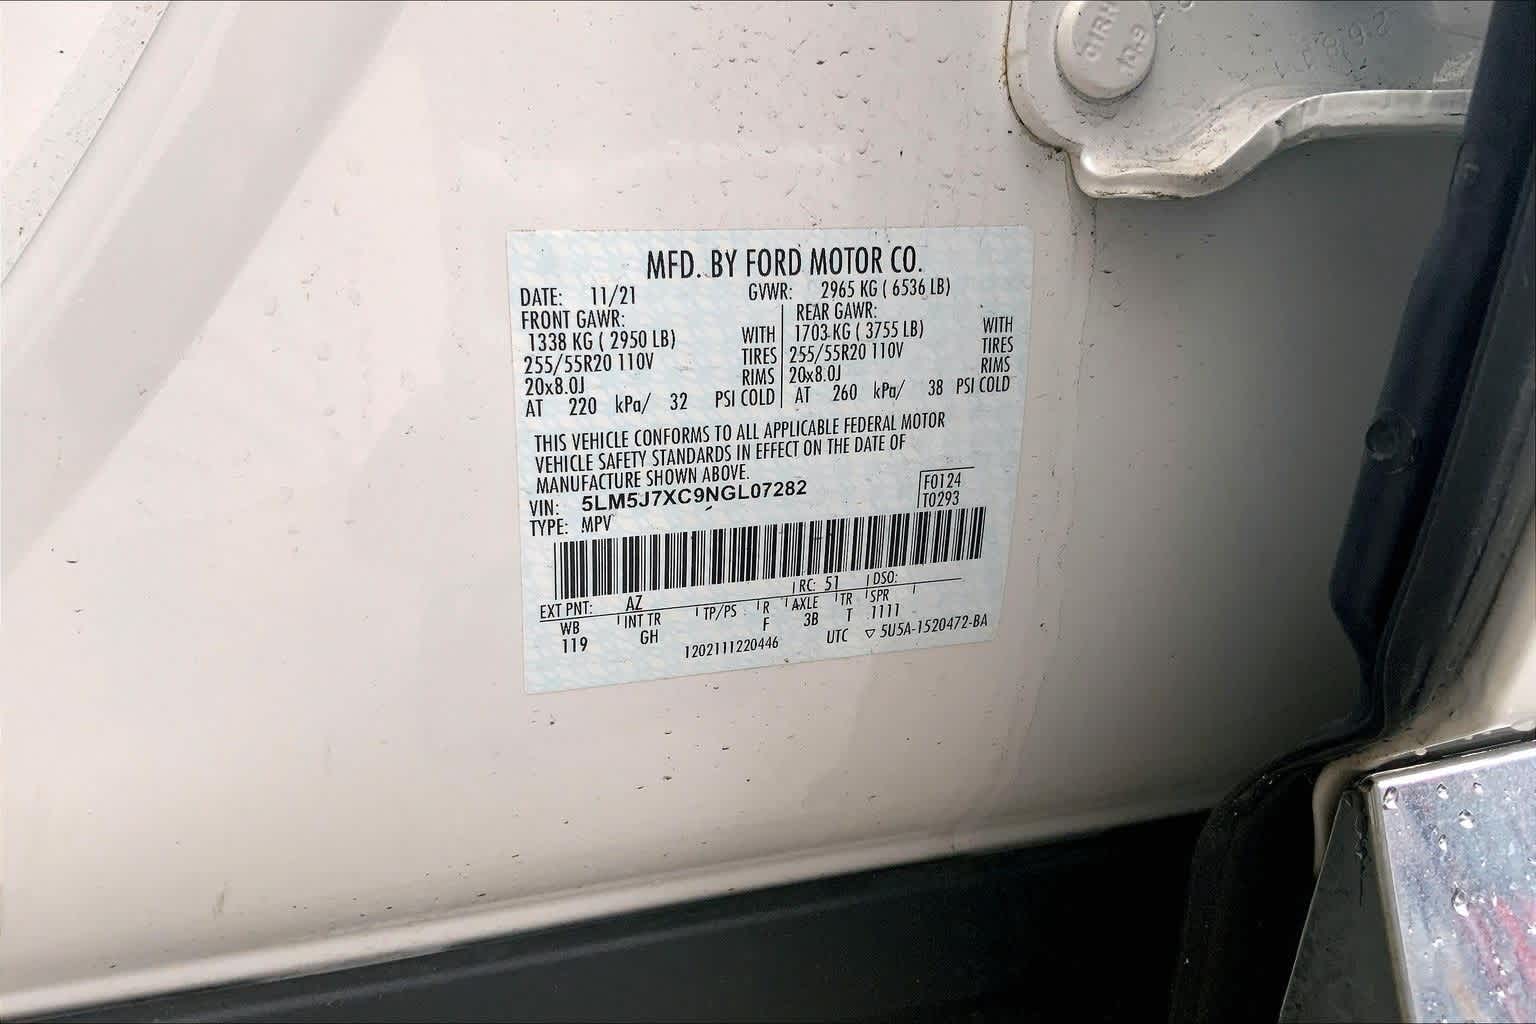 MFD. BY FORD MOTOR CO.
DATE: 11/21 GVWR: 2965 KG ( 6536 LB)
FRONT GAWR: REAR GAWR:
1338 KG ( 2950 LB) WITH 1703 KG ( 3755 LB) WITH
255/55R20 110V TIRES 255/55R20 110V TIRES
20x8.0J RIMS 20x8.0J RIMS
AT 220 kPa/ 32 PSI COLD AT 260 kPa/ 38 PSI COLD
THIS VEHICLE CONFORMS TO ALL APPLICABLE FEDERAL MOTOR
VEHICLE SAFETY STANDARDS IN EFFECT ON THE DATE OF
MANUFACTURE SHOWN ABOVE.
VIN: 5LM5J7XC9NGL07282
F0124
T0293
TYPE: MPV
EXT PNT: AZ RC: 51 DSO:
WB INT TR TP/PS R AXLE TR SPR
119 GH F 3B T 1111
1202111220446 UTC ▽ 5U5A-1520472-BA